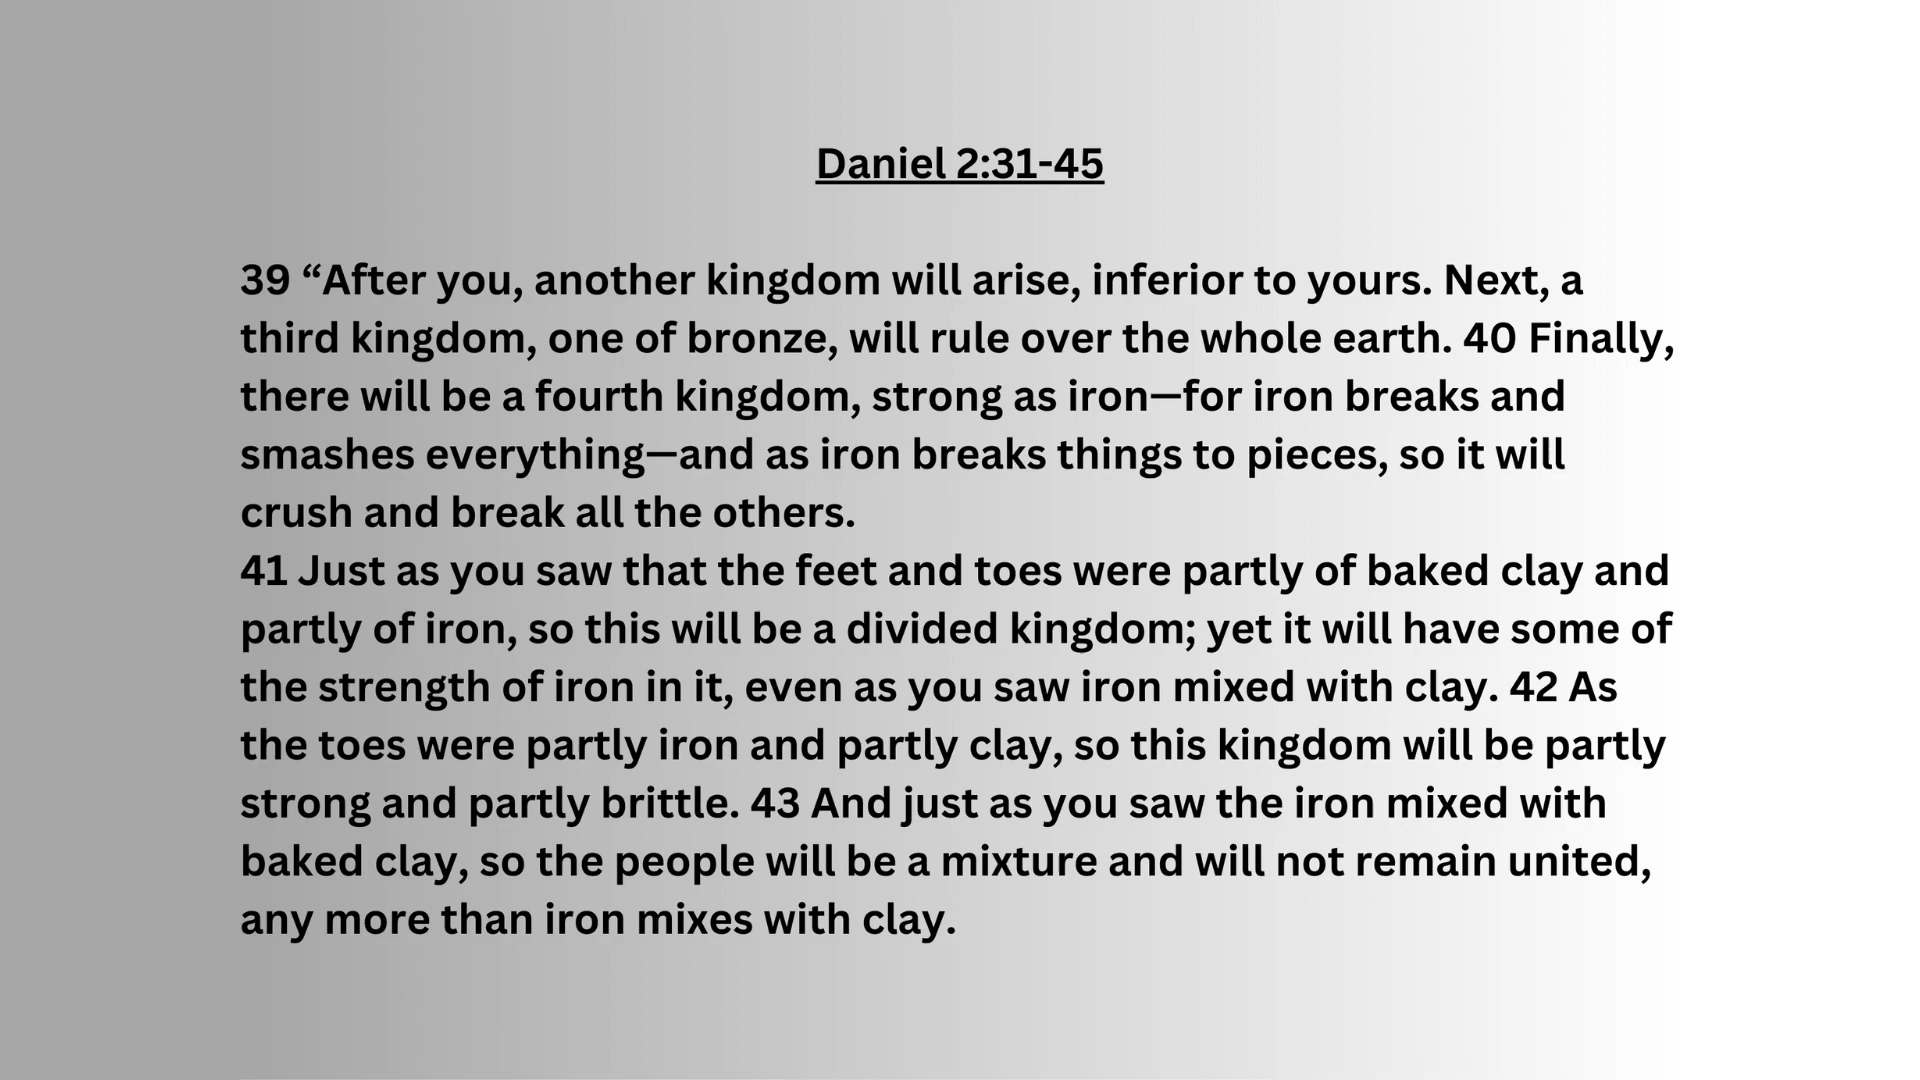 Daniel 2:31-45
39 “After you, another kingdom will arise, inferior to yours. Next, a
third kingdom, one of bronze, will rule over the whole earth. 40 Finally,
there will be a fourth kingdom, strong as iron—for iron breaks and
smashes everything—and as iron breaks things to pieces, so it will
crush and break all the others.
41 Just as you saw that the feet and toes were partly of baked clay and
partly of iron, so this will be a divided kingdom; yet it will have some of
the strength of iron in it, even as you saw iron mixed with clay. 42 As
the toes were partly iron and partly clay, so this kingdom will be partly
strong and partly brittle. 43 And just as you saw the iron mixed with
baked clay, so the people will be a mixture and will not remain united,
any more than iron mixes with clay.